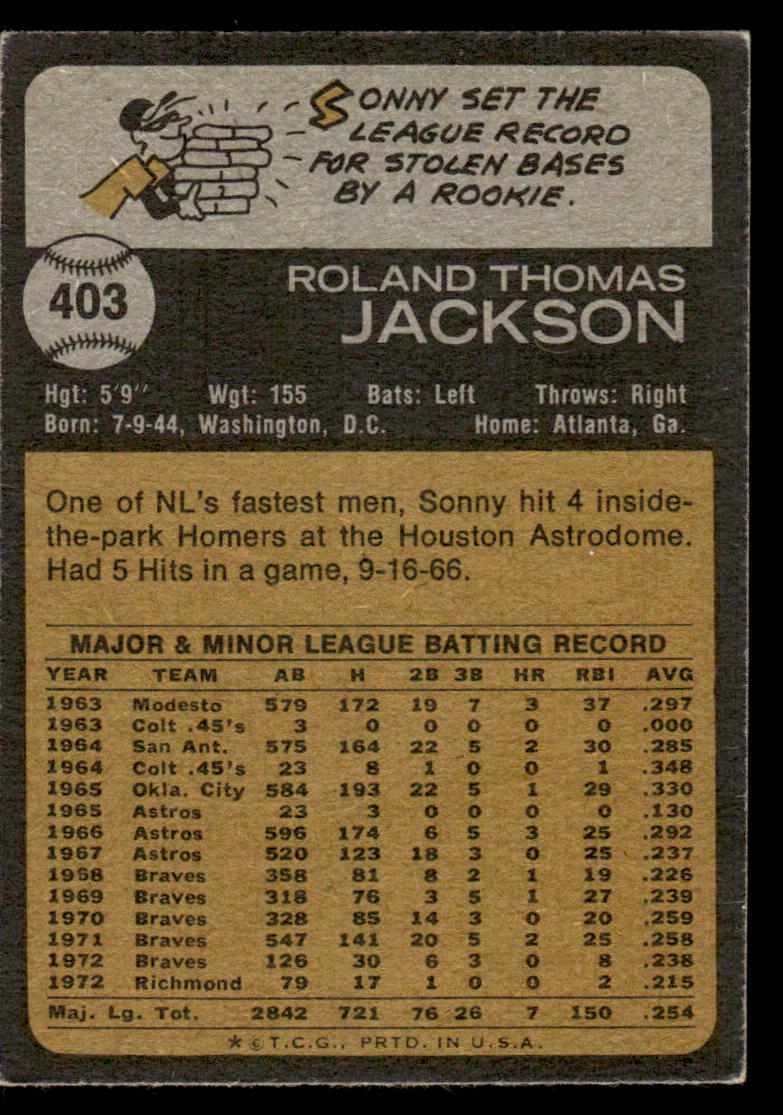 SONNY SET THE
LEAGUE RECORD
FOR STOLEN BASES
BY A ROOKIE.
403
ROLAND THOMAS
JACKSON
Hgt: 5'9" Wgt: 155 Bats: Left Throws: Right
Born: 7-9-44, Washington, D.C. Home: Atlanta, Ga.
One of NL's fastest men, Sonny hit 4 inside-
the-park Homers at the Houston Astrodome.
Had 5 Hits in a game, 9-16-66.
MAJOR & MINOR LEAGUE BATTING RECORD
YEAR TEAM AB H 2B 3B HR RBI AVG
1963 Modesto 579 172 19 7 3 37 .297
1963 Colt .45's 3 0 0 0 0 0 .000
1964 San Ant. 575 164 22 5 2 30 .285
1964 Colt .45's 23 8 1 0 0 1 .348
1965 Okla. City 584 193 22 5 1 29 .330
1965 Astros 23 3 0 0 0 0 .130
1966 Astros 596 174 6 5 3 25 .292
1967 Astros 520 123 18 3 0 25 .237
1968 Braves 358 81 8 2 1 19 .226
1969 Braves 318 76 3 5 1 27 .239
1970 Braves 328 85 14 3 0 20 .259
1971 Braves 547 141 20 5 2 25 .258
1972 Braves 126 30 6 3 0 8 .238
1972 Richmond 79 17 1 0 0 2 .215
Maj. Lg. Tot. 2842 721 76 26 7 150 .254
* © T.C.G., PRTD. IN U.S.A.